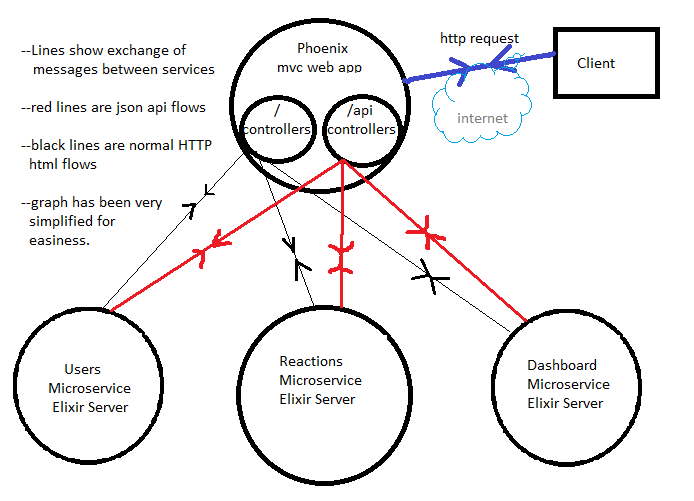 --Lines show exchange of
messages between services
--red lines are json api flows
--black lines are normal HTTP
html flows
--graph has been very
simplified for
easiness.
Phoenix
mvc web app
/
controllers
/api
controllers
http request
internet
Client
Users
Microservice
Elixir Server
Reactions
Microservice
Elixir Server
Dashboard
Microservice
Elixir Server